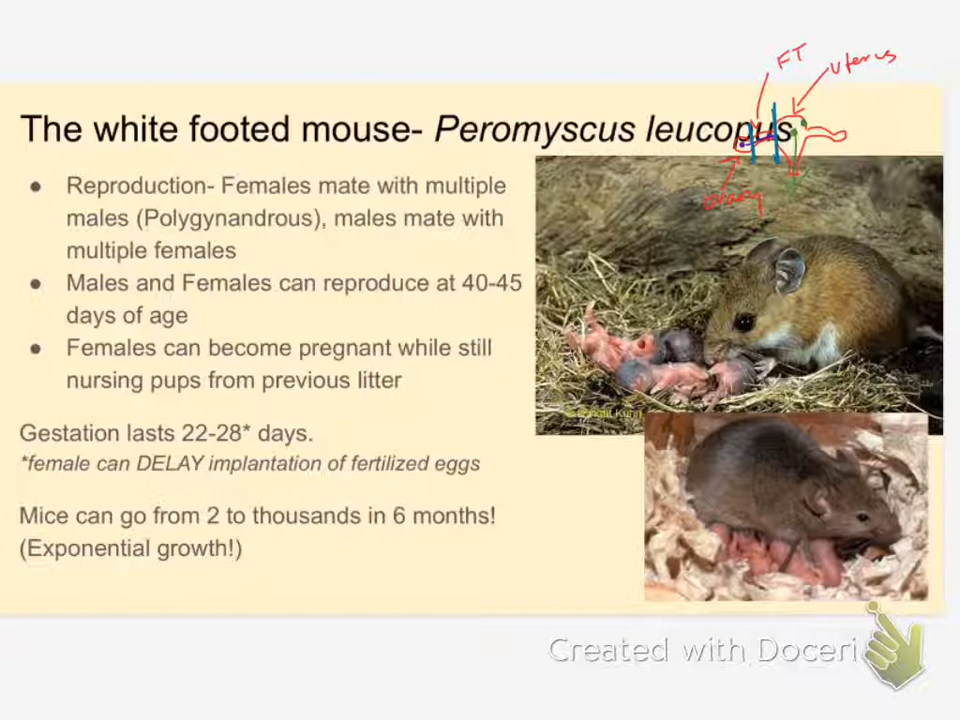 FT
uterus
The white footed mouse- Peromyscus leucopus
ovary
● Reproduction- Females mate with multiple
males (Polygynandrous), males mate with
multiple females
● Males and Females can reproduce at 40-45
days of age
● Females can become pregnant while still
nursing pups from previous litter
Gestation lasts 22-28* days.
*female can DELAY implantation of fertilized eggs
Mice can go from 2 to thousands in 6 months!
(Exponential growth!)
Created with Doceri